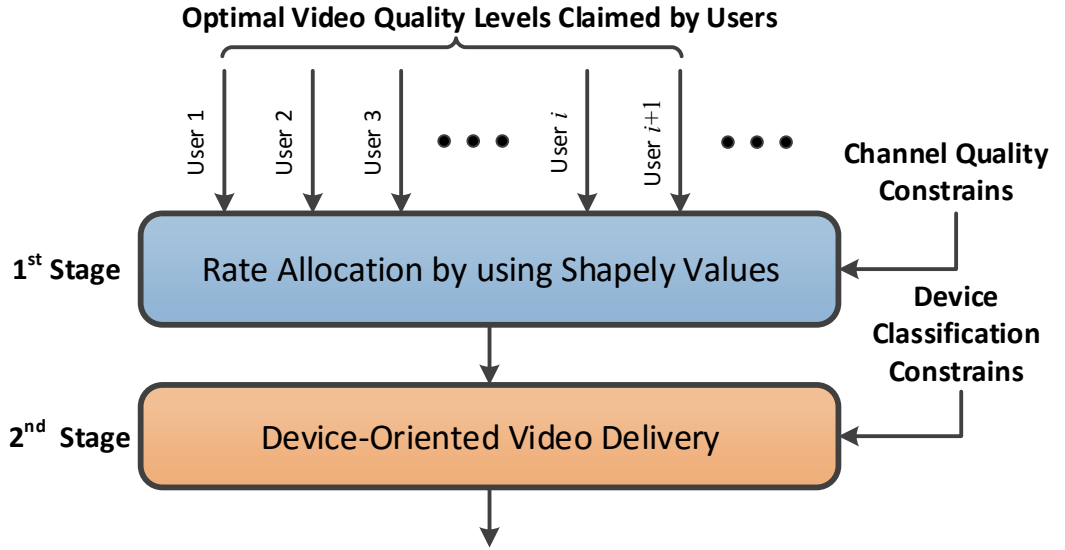 Optimal Video Quality Levels Claimed by Users
User 1
User 2
User 3
User i
User i+1
Channel Quality
Constrains
1st Stage
Rate Allocation by using Shapely Values
Device
Classification
Constrains
2nd Stage
Device-Oriented Video Delivery